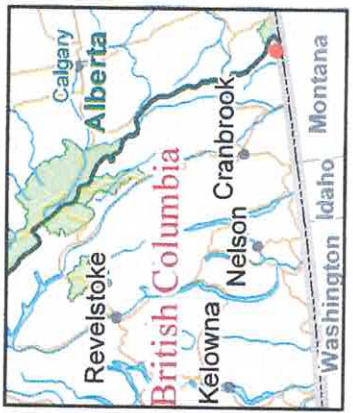 Calgary
Alberta
Revelstoke
British Columbia
Kelowna
Nelson
Cranbrook
Washington
Idaho
Montana